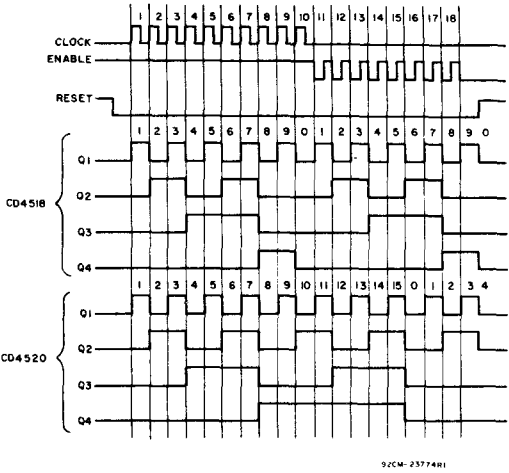 1 2 3 4 5 6 7 8 9 10 11 12 13 14 15 16 17 18
CLOCK
ENABLE
RESET
1 2 3 4 5 6 7 8 9 0 1 2 3 4 5 6 7 8 9 0
Q1
Q2
CD4518
Q3
Q4
1 2 3 4 5 6 7 8 9 10 11 12 13 14 15 0 1 2 3 4
Q1
Q2
CD4520
Q3
Q4
92CM-23774R1